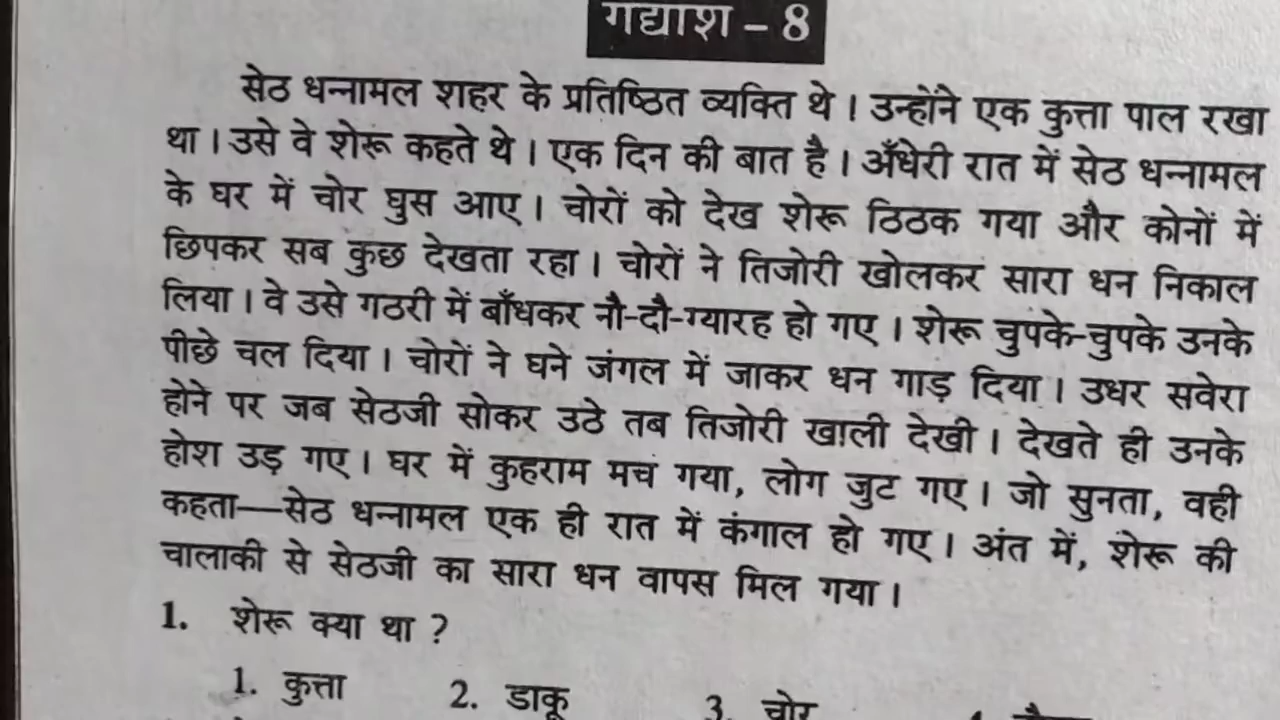 गद्यांश – 8
सेठ धन्नामल शहर के प्रतिष्ठित व्यक्ति थे। उन्होंने एक कुत्ता पाल रखा
था। उसे वे शेरू कहते थे। एक दिन की बात है। अँधेरी रात में सेठ धन्नामल
के घर में चोर घुस आए। चोरों को देख शेरू ठिठक गया और कोनों में
छिपकर सब कुछ देखता रहा। चोरों ने तिजोरी खोलकर सारा धन निकाल
लिया। वे उसे गठरी में बाँधकर नौ-दौ-ग्यारह हो गए। शेरू चुपके-चुपके उनके
पीछे चल दिया। चोरों ने घने जंगल में जाकर धन गाड़ दिया। उधर सवेरा
होने पर जब सेठजी सोकर उठे तब तिजोरी खाली देखी। देखते ही उनके
होश उड़ गए। घर में कुहराम मच गया, लोग जुट गए। जो सुनता, वही
कहता—सेठ धन्नामल एक ही रात में कंगाल हो गए। अंत में, शेरू की
चालाकी से सेठजी का सारा धन वापस मिल गया।
1. शेरू क्या था ?
1. कुत्ता 2. डाकू 3. चोर